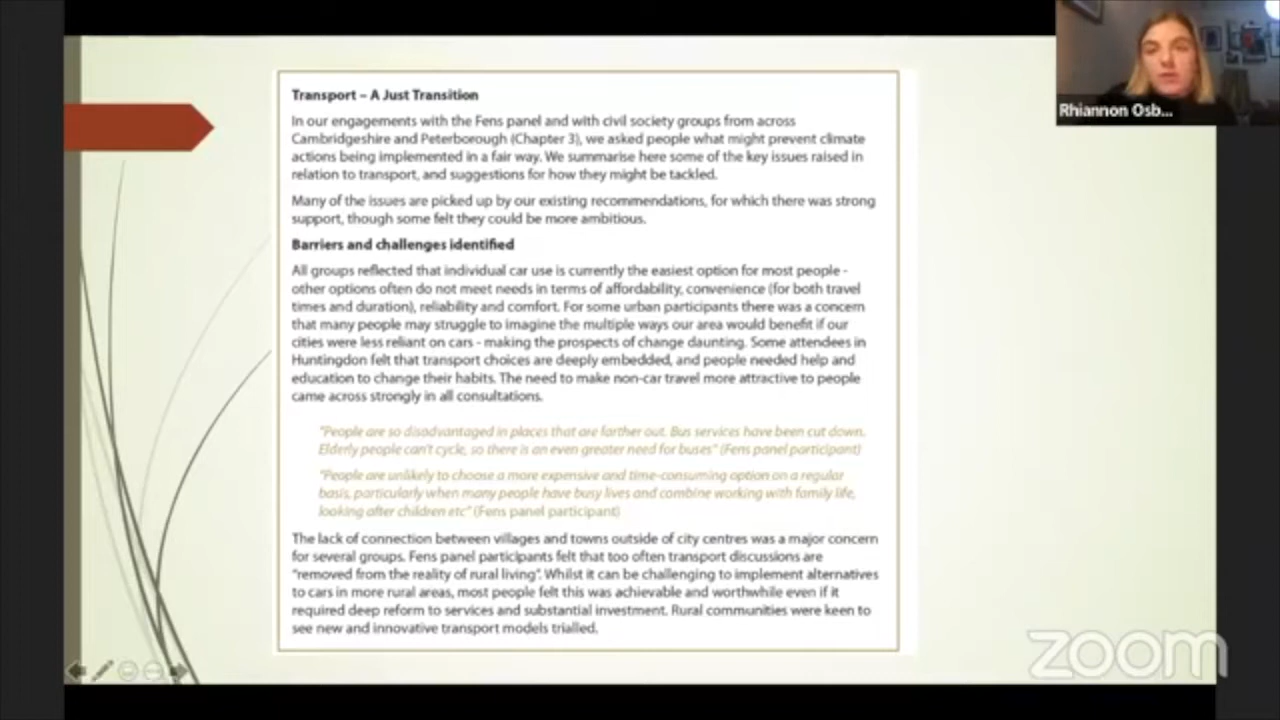 Transport – A Just Transition
In our engagements with the Fens panel and with civil society groups from across
Cambridgeshire and Peterborough (Chapter 3), we asked people what might prevent climate
actions being implemented in a fair way. We summarise here some of the key issues raised in
relation to transport, and suggestions for how they might be tackled.
Many of the issues are picked up by our existing recommendations, for which there was strong
support, though some felt they could be more ambitious.
Barriers and challenges identified
All groups reflected that individual car use is currently the easiest option for most people -
other options often do not meet needs in terms of affordability, convenience (for both travel
times and duration), reliability and comfort. For some urban participants there was a concern
that many people may struggle to imagine the multiple ways our area would benefit if our
cities were less reliant on cars - making the prospects of change daunting. Some attendees in
Huntingdon felt that transport choices are deeply embedded, and people needed help and
education to change their habits. The need to make non-car travel more attractive to people
came across strongly in all consultations.
"People are so disadvantaged in places that are farther out. Bus services have been cut down.
Elderly people can't cycle, so there is an even greater need for buses" (Fens panel participant)
"People are unlikely to choose a more expensive and time-consuming option on a regular
basis, particularly when many people have busy lives and combine working with family life,
looking after children etc" (Fens panel participant)
The lack of connection between villages and towns outside of city centres was a major concern
for several groups. Fens panel participants felt that too often transport discussions are
"removed from the reality of rural living". Whilst it can be challenging to implement alternatives
to cars in more rural areas, most people felt this was achievable and worthwhile even if it
required deep reform to services and substantial investment. Rural communities were keen to
see new and innovative transport models trialled.
Rhiannon Osb...
zoom